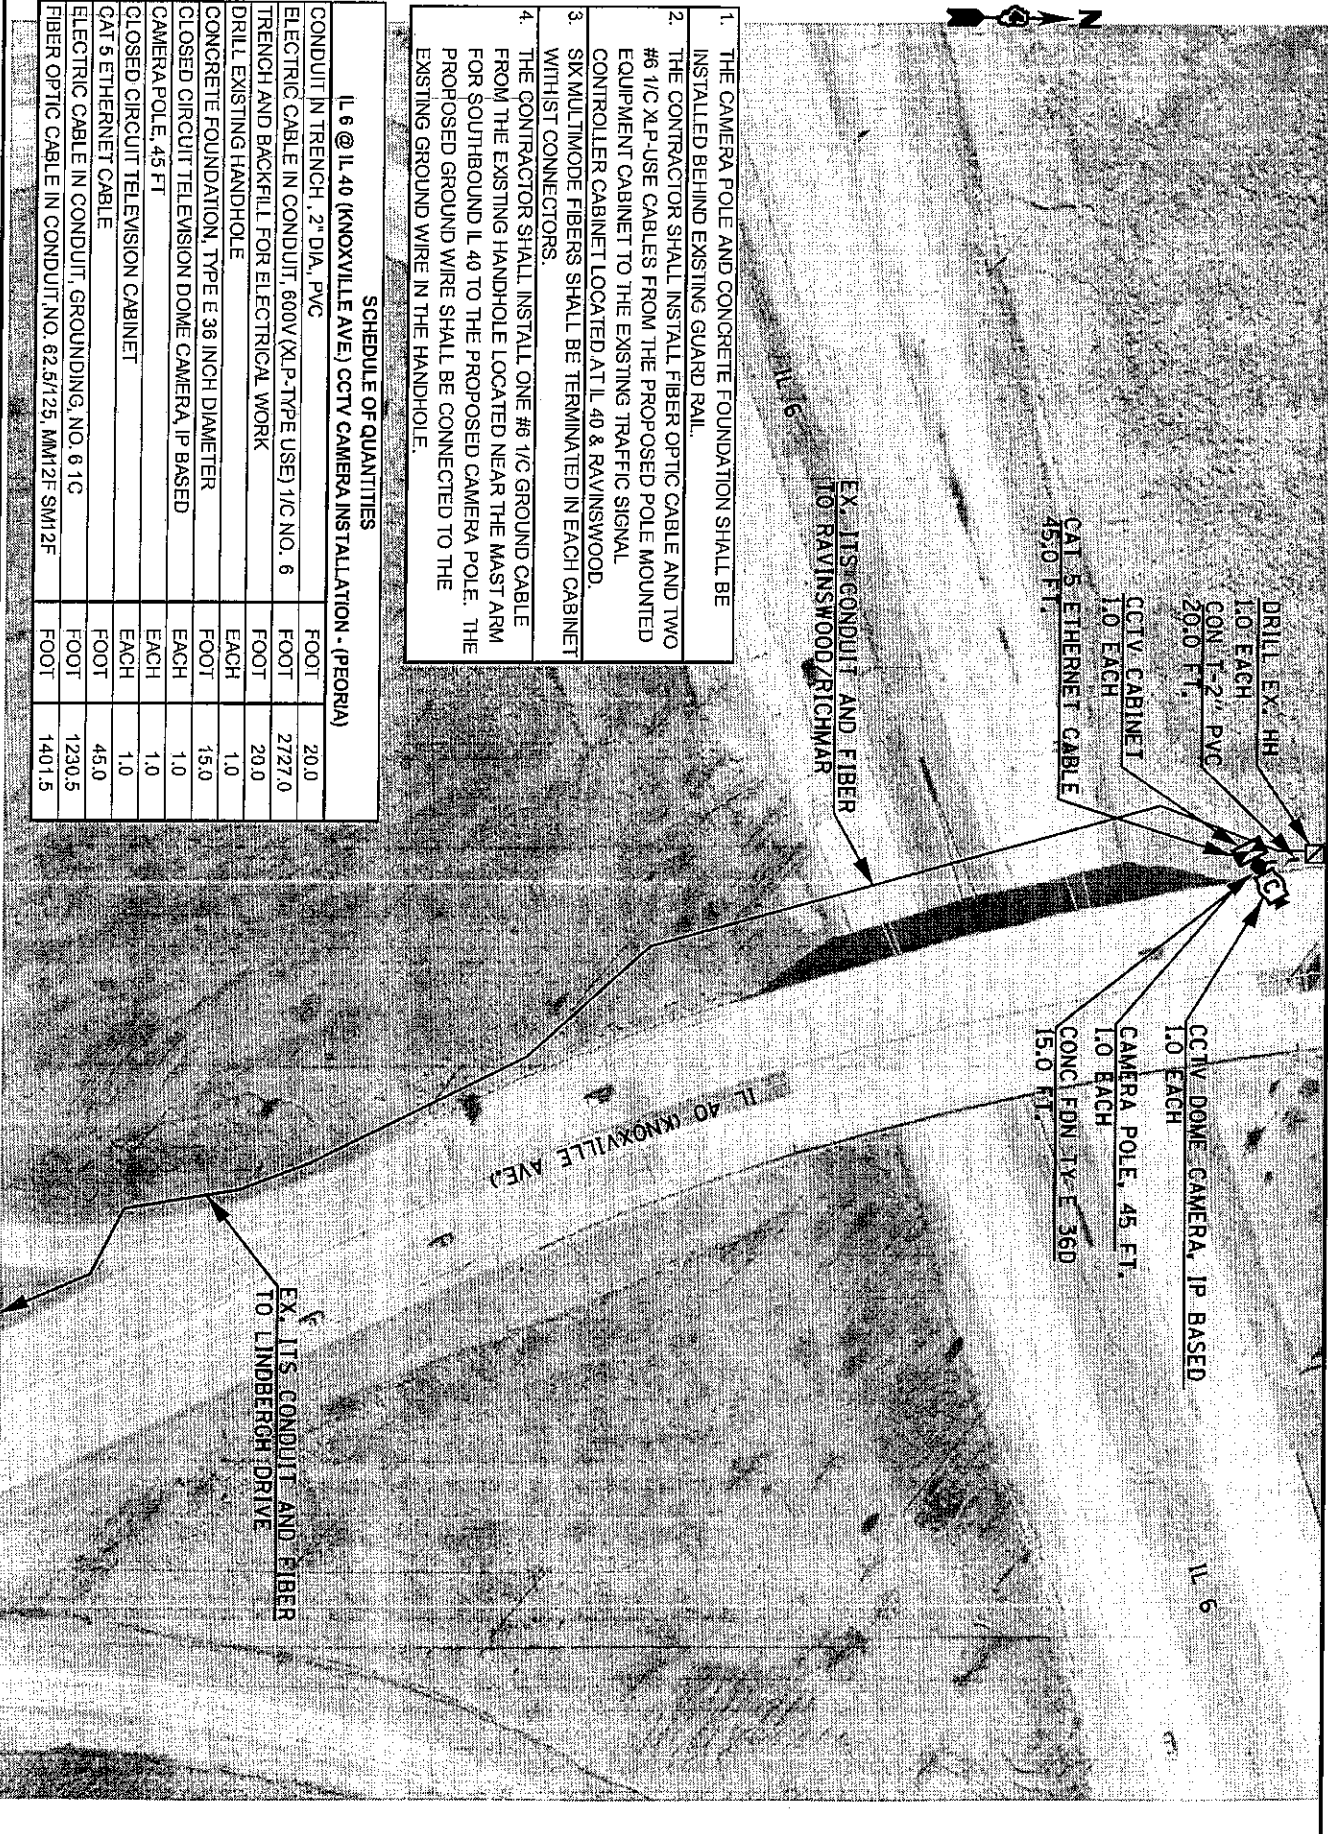 N
1. THE CAMERA POLE AND CONCRETE FOUNDATION SHALL BE
INSTALLED BEHIND EXISTING GUARD RAIL.
2. THE CONTRACTOR SHALL INSTALL FIBER OPTIC CABLE AND TWO
#6 1/C XLP-USE CABLES FROM THE PROPOSED POLE MOUNTED
EQUIPMENT CABINET TO THE EXISTING TRAFFIC SIGNAL
CONTROLLER CABINET LOCATED AT IL 40 & RAVINSWOOD.
3. SIX MULTIMODE FIBERS SHALL BE TERMINATED IN EACH CABINET
WITH ST CONNECTORS.
4. THE CONTRACTOR SHALL INSTALL ONE #6 1/C GROUND CABLE
FROM THE EXISTING HANDHOLE LOCATED NEAR THE MAST ARM
FOR SOUTHBOUND IL 40 TO THE PROPOSED CAMERA POLE. THE
PROPOSED GROUND WIRE SHALL BE CONNECTED TO THE
EXISTING GROUND WIRE IN THE HANDHOLE.
SCHEDULE OF QUANTITIES
IL 6 @ IL 40 (KNOXVILLE AVE.) CCTV CAMERA INSTALLATION - (PEORIA)
CONDUIT IN TRENCH, 2" DIA, PVC FOOT 20.0
ELECTRIC CABLE IN CONDUIT, 600V (XLP-TYPE USE) 1/C NO. 6 FOOT 2727.0
TRENCH AND BACKFILL FOR ELECTRICAL WORK FOOT 20.0
DRILL EXISTING HANDHOLE EACH 1.0
CONCRETE FOUNDATION, TYPE E 36 INCH DIAMETER FOOT 15.0
CLOSED CIRCUIT TELEVISION DOME CAMERA, IP BASED EACH 1.0
CAMERA POLE, 45 FT EACH 1.0
CLOSED CIRCUIT TELEVISION CABINET EACH 1.0
CAT 5 ETHERNET CABLE FOOT 45.0
ELECTRIC CABLE IN CONDUIT, GROUNDING, NO. 6 1C FOOT 1230.5
FIBER OPTIC CABLE IN CONDUIT, NO. 62.5/125, MM12F SM12F FOOT 1401.5
DRILL EX. HH
1.0 EACH
CON T-2" PVC
20.0 FT.
CCTV CABINET
1.0 EACH
CAT 5 ETHERNET CABLE
45.0 FT.
C
CCTV DOME CAMERA, IP BASED
1.0 EACH
CAMERA POLE, 45 FT.
1.0 EACH
CONC FDN TY E 36D
15.0 FT.
IL 6
IL 6
EX. ITS CONDUIT AND FIBER
TO RAVINSWOOD/RICHMAR
IL 40 (KNOXVILLE AVE.)
EX. ITS CONDUIT AND FIBER
TO LINDBERGH DRIVE